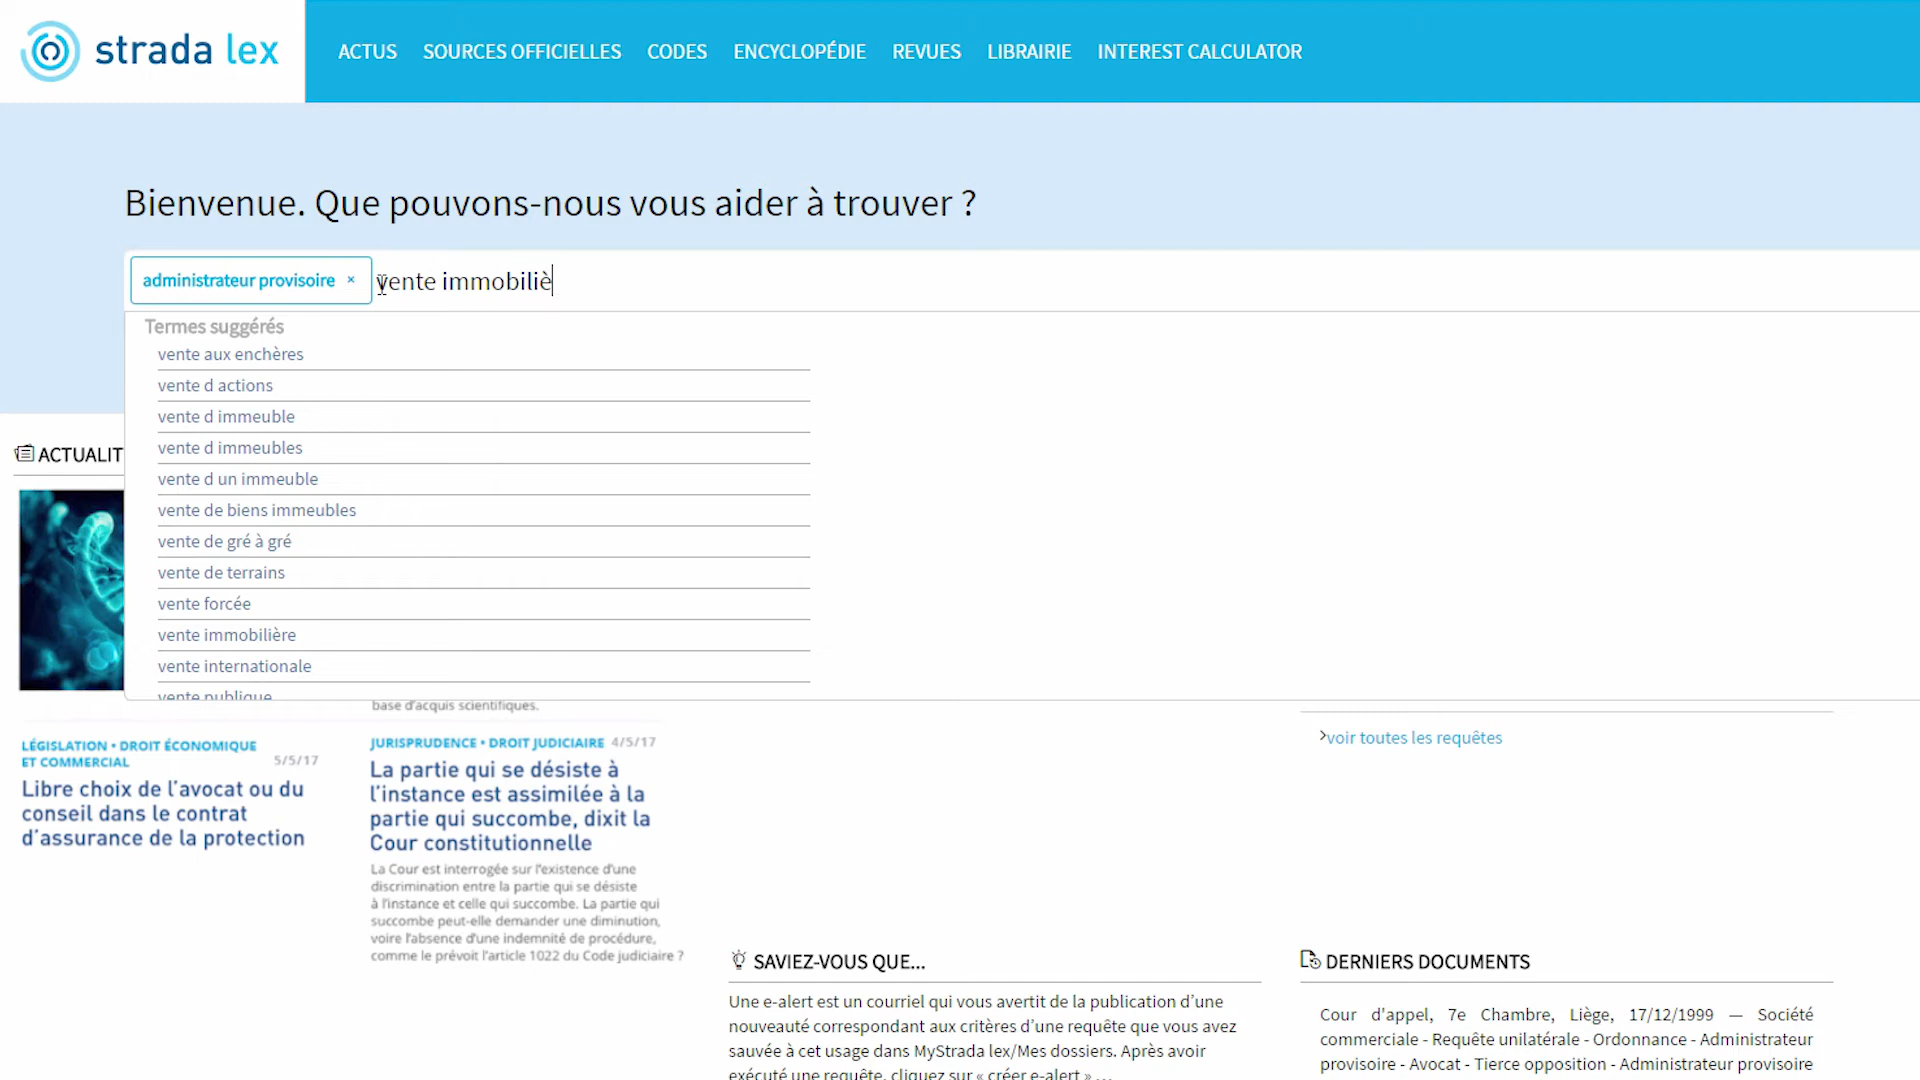 strada lex
ACTUS SOURCES OFFICIELLES CODES ENCYCLOPÉDIE REVUES LIBRAIRIE INTEREST CALCULATOR
Bienvenue. Que pouvons-nous vous aider à trouver ?
administrateur provisoire × vente immobiliè
Termes suggérés
vente aux enchères
vente d actions
vente d immeuble
vente d immeubles
vente d un immeuble
vente de biens immeubles
vente de gré à gré
vente de terrains
vente forcée
vente immobilière
vente internationale
vente publique
ACTUALIT
base d'acquis scientifiques.
LÉGISLATION • DROIT ÉCONOMIQUE
ET COMMERCIAL 5/5/17
Libre choix de l'avocat ou du
conseil dans le contrat
d'assurance de la protection
JURISPRUDENCE • DROIT JUDICIAIRE 4/5/17
La partie qui se désiste à
l'instance est assimilée à la
partie qui succombe, dixit la
Cour constitutionnelle
La Cour est interrogée sur l'existence d'une
discrimination entre la partie qui se désiste
à l'instance et celle qui succombe. La partie qui
succombe peut-elle demander une diminution,
voire l'absence d'une indemnité de procédure,
comme le prévoit l'article 1022 du Code judiciaire ?
voir toutes les requêtes
SAVIEZ-VOUS QUE...
Une e-alert est un courriel qui vous avertit de la publication d'une
nouveauté correspondant aux critères d'une requête que vous avez
sauvée à cet usage dans MyStrada lex/Mes dossiers. Après avoir
exécuté une requête, cliquez sur « créer e-alert » ...
DERNIERS DOCUMENTS
Cour d'appel, 7e Chambre, Liège, 17/12/1999 — Société
commerciale - Requête unilatérale - Ordonnance - Administrateur
provisoire - Avocat - Tierce opposition - Administrateur provisoire